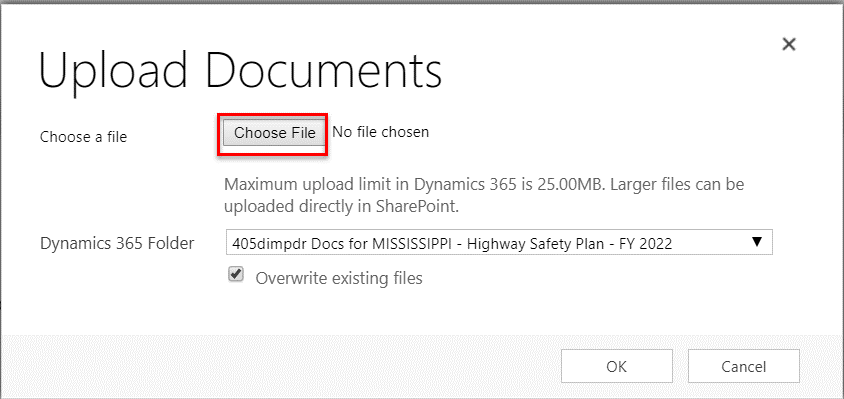 Upload Documents
Choose a file
Choose File No file chosen
Maximum upload limit in Dynamics 365 is 25.00MB. Larger files can be
uploaded directly in SharePoint.
Dynamics 365 Folder
405dimpdr Docs for MISSISSIPPI - Highway Safety Plan - FY 2022
Overwrite existing files
OK
Cancel